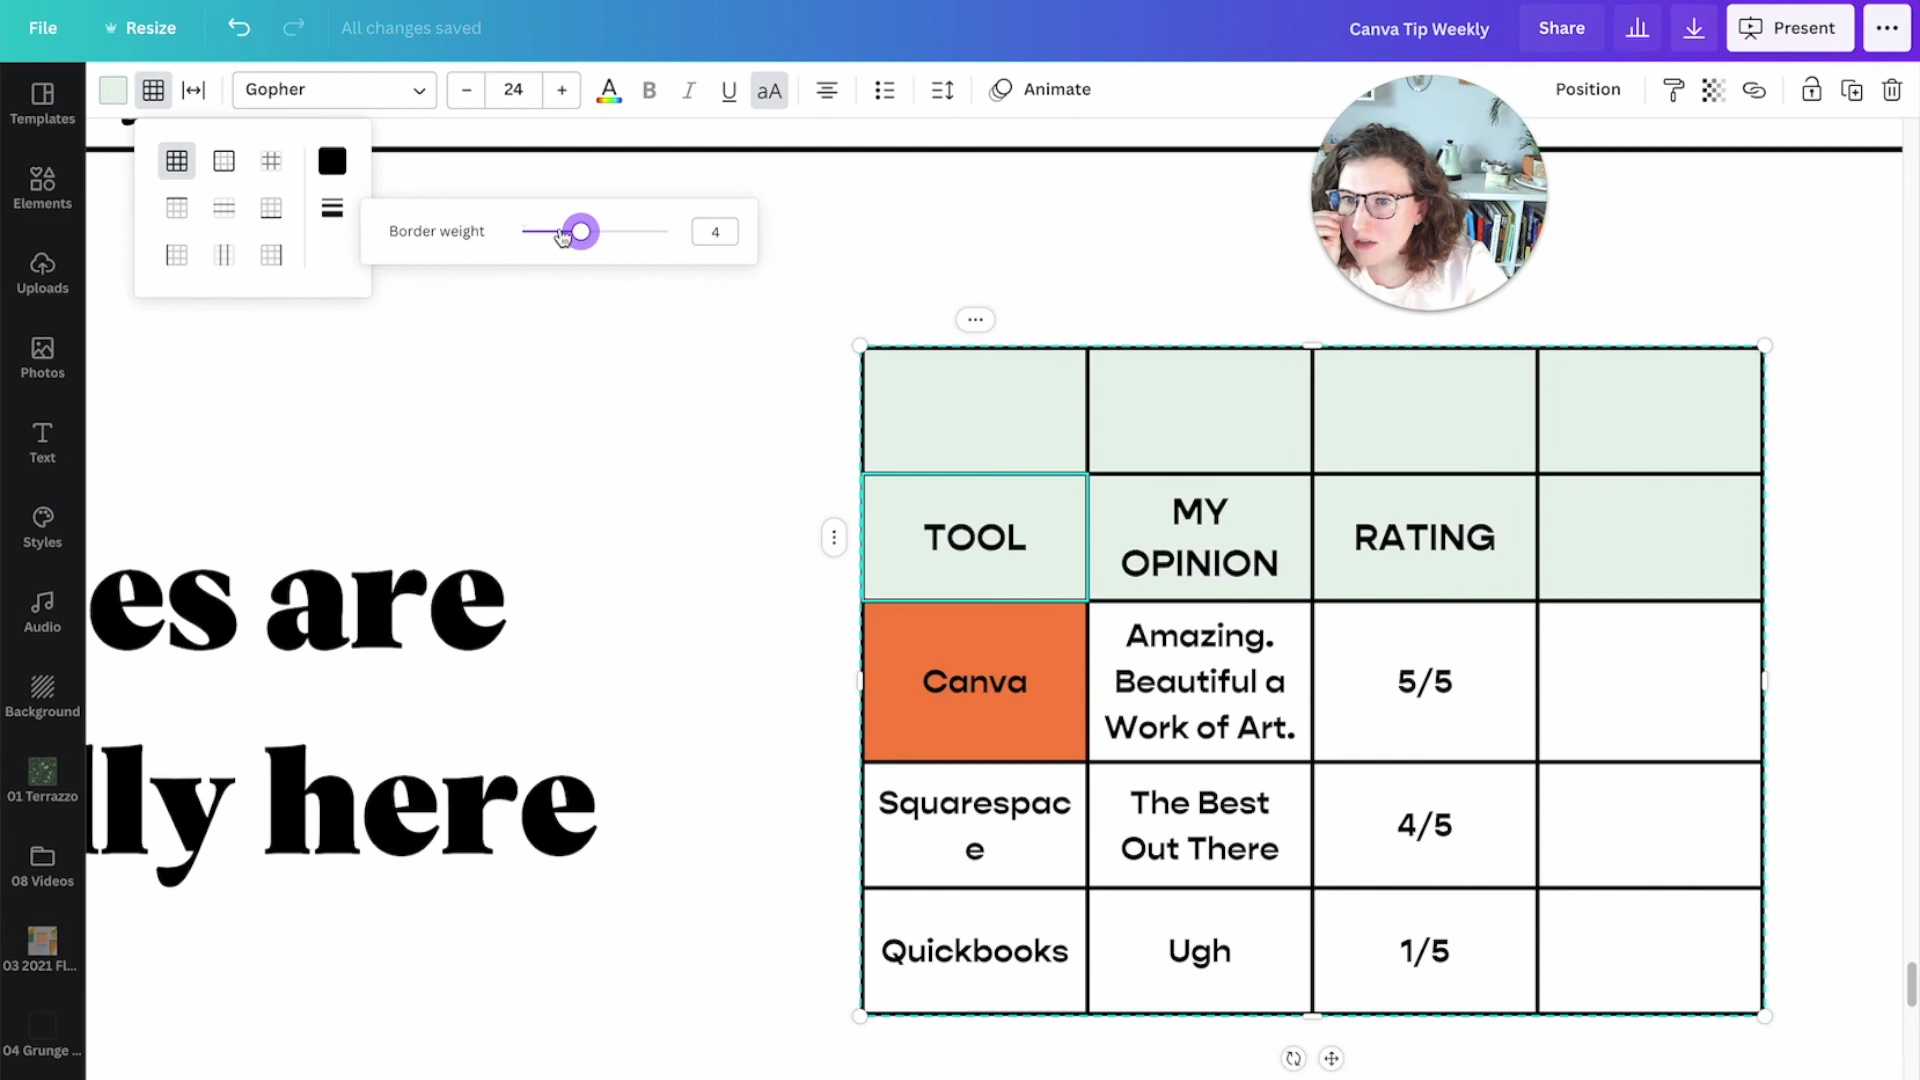 File
Resize
All changes saved
Canva Tip Weekly
Share
Present
Gopher
24
A
B
I
U
aA
Animate
Position
Templates
Elements
Uploads
Photos
Text
Styles
Audio
Background
01 Terrazzo
08 Videos
03 2021 Fl...
04 Grunge ...
Border weight
4
es are
lly here
TOOL
MY
OPINION
RATING
Canva
Amazing.
Beautiful a
Work of Art.
5/5
Squarespac
e
The Best
Out There
4/5
Quickbooks
Ugh
1/5